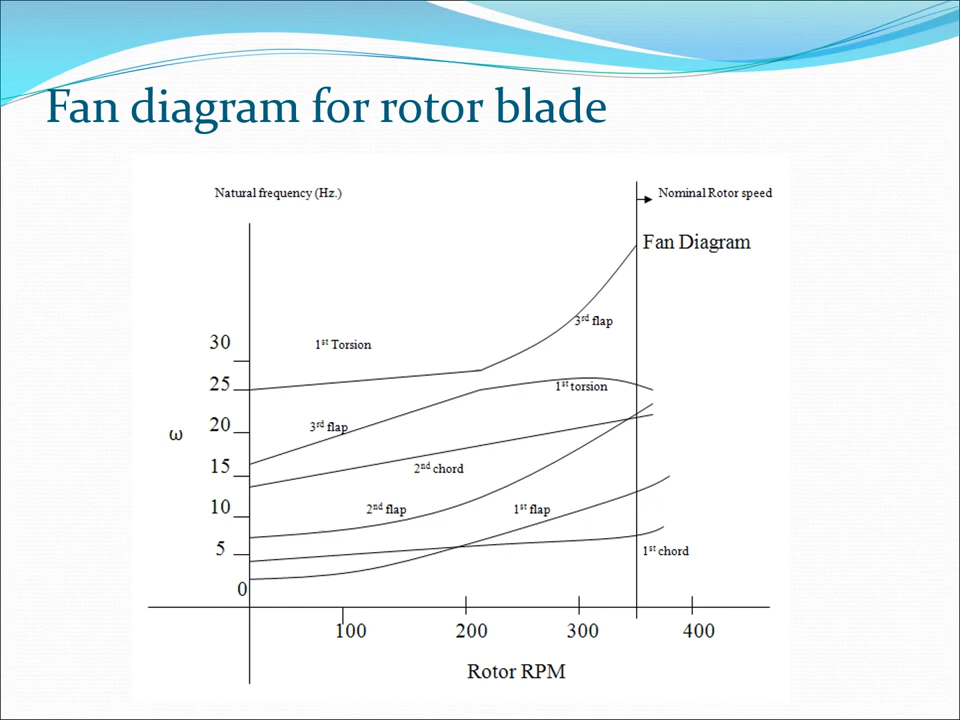 Fan diagram for rotor blade
Natural frequency (Hz.)
Nominal Rotor speed
Fan Diagram
3rd flap
30
1st Torsion
25
1st torsion
20
3rd flap
ω
15
2nd chord
10
2nd flap
1st flap
5
1st chord
0
100
200
300
400
Rotor RPM